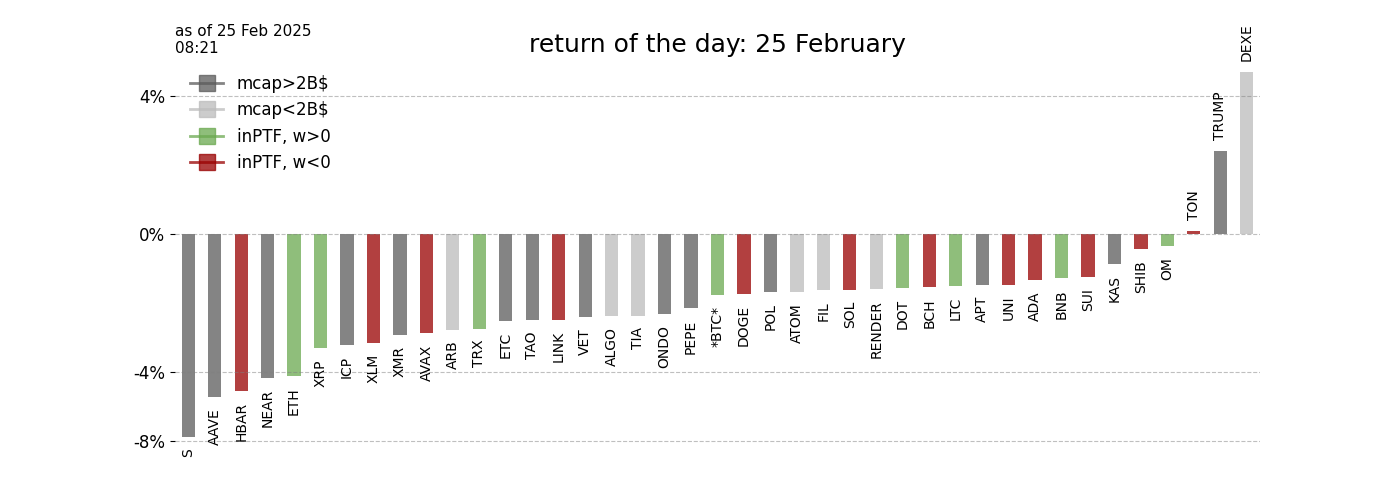 as of 25 Feb 2025
08:21
return of the day: 25 February
mcap>2B$
mcap<2B$
inPTF, w>0
inPTF, w<0
4%
0%
-4%
-8%
S
AAVE
HBAR
NEAR
ETH
XRP
ICP
XLM
XMR
AVAX
ARB
TRX
ETC
TAO
LINK
VET
ALGO
TIA
ONDO
PEPE
*BTC*
DOGE
POL
ATOM
FIL
SOL
RENDER
DOT
BCH
LTC
APT
UNI
ADA
BNB
SUI
KAS
SHIB
OM
TON
TRUMP
DEXE